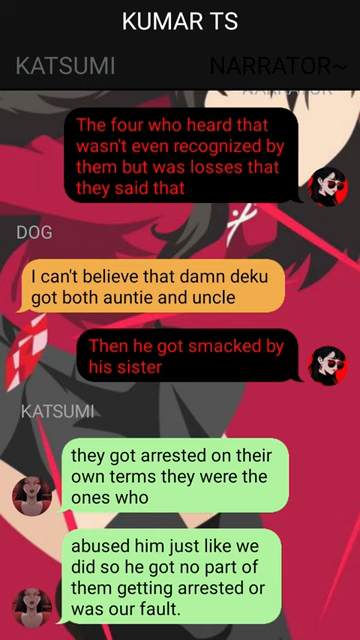 KUMAR TS
KATSUMI
NARRATOR~
NARRATOR~
The four who heard that
wasn't even recognized by
them but was losses that
they said that
DOG
I can't believe that damn deku
got both auntie and uncle
Then he got smacked by
his sister
KATSUMI
they got arrested on their
own terms they were the
ones who
abused him just like we
did so he got no part of
them getting arrested or
was our fault.